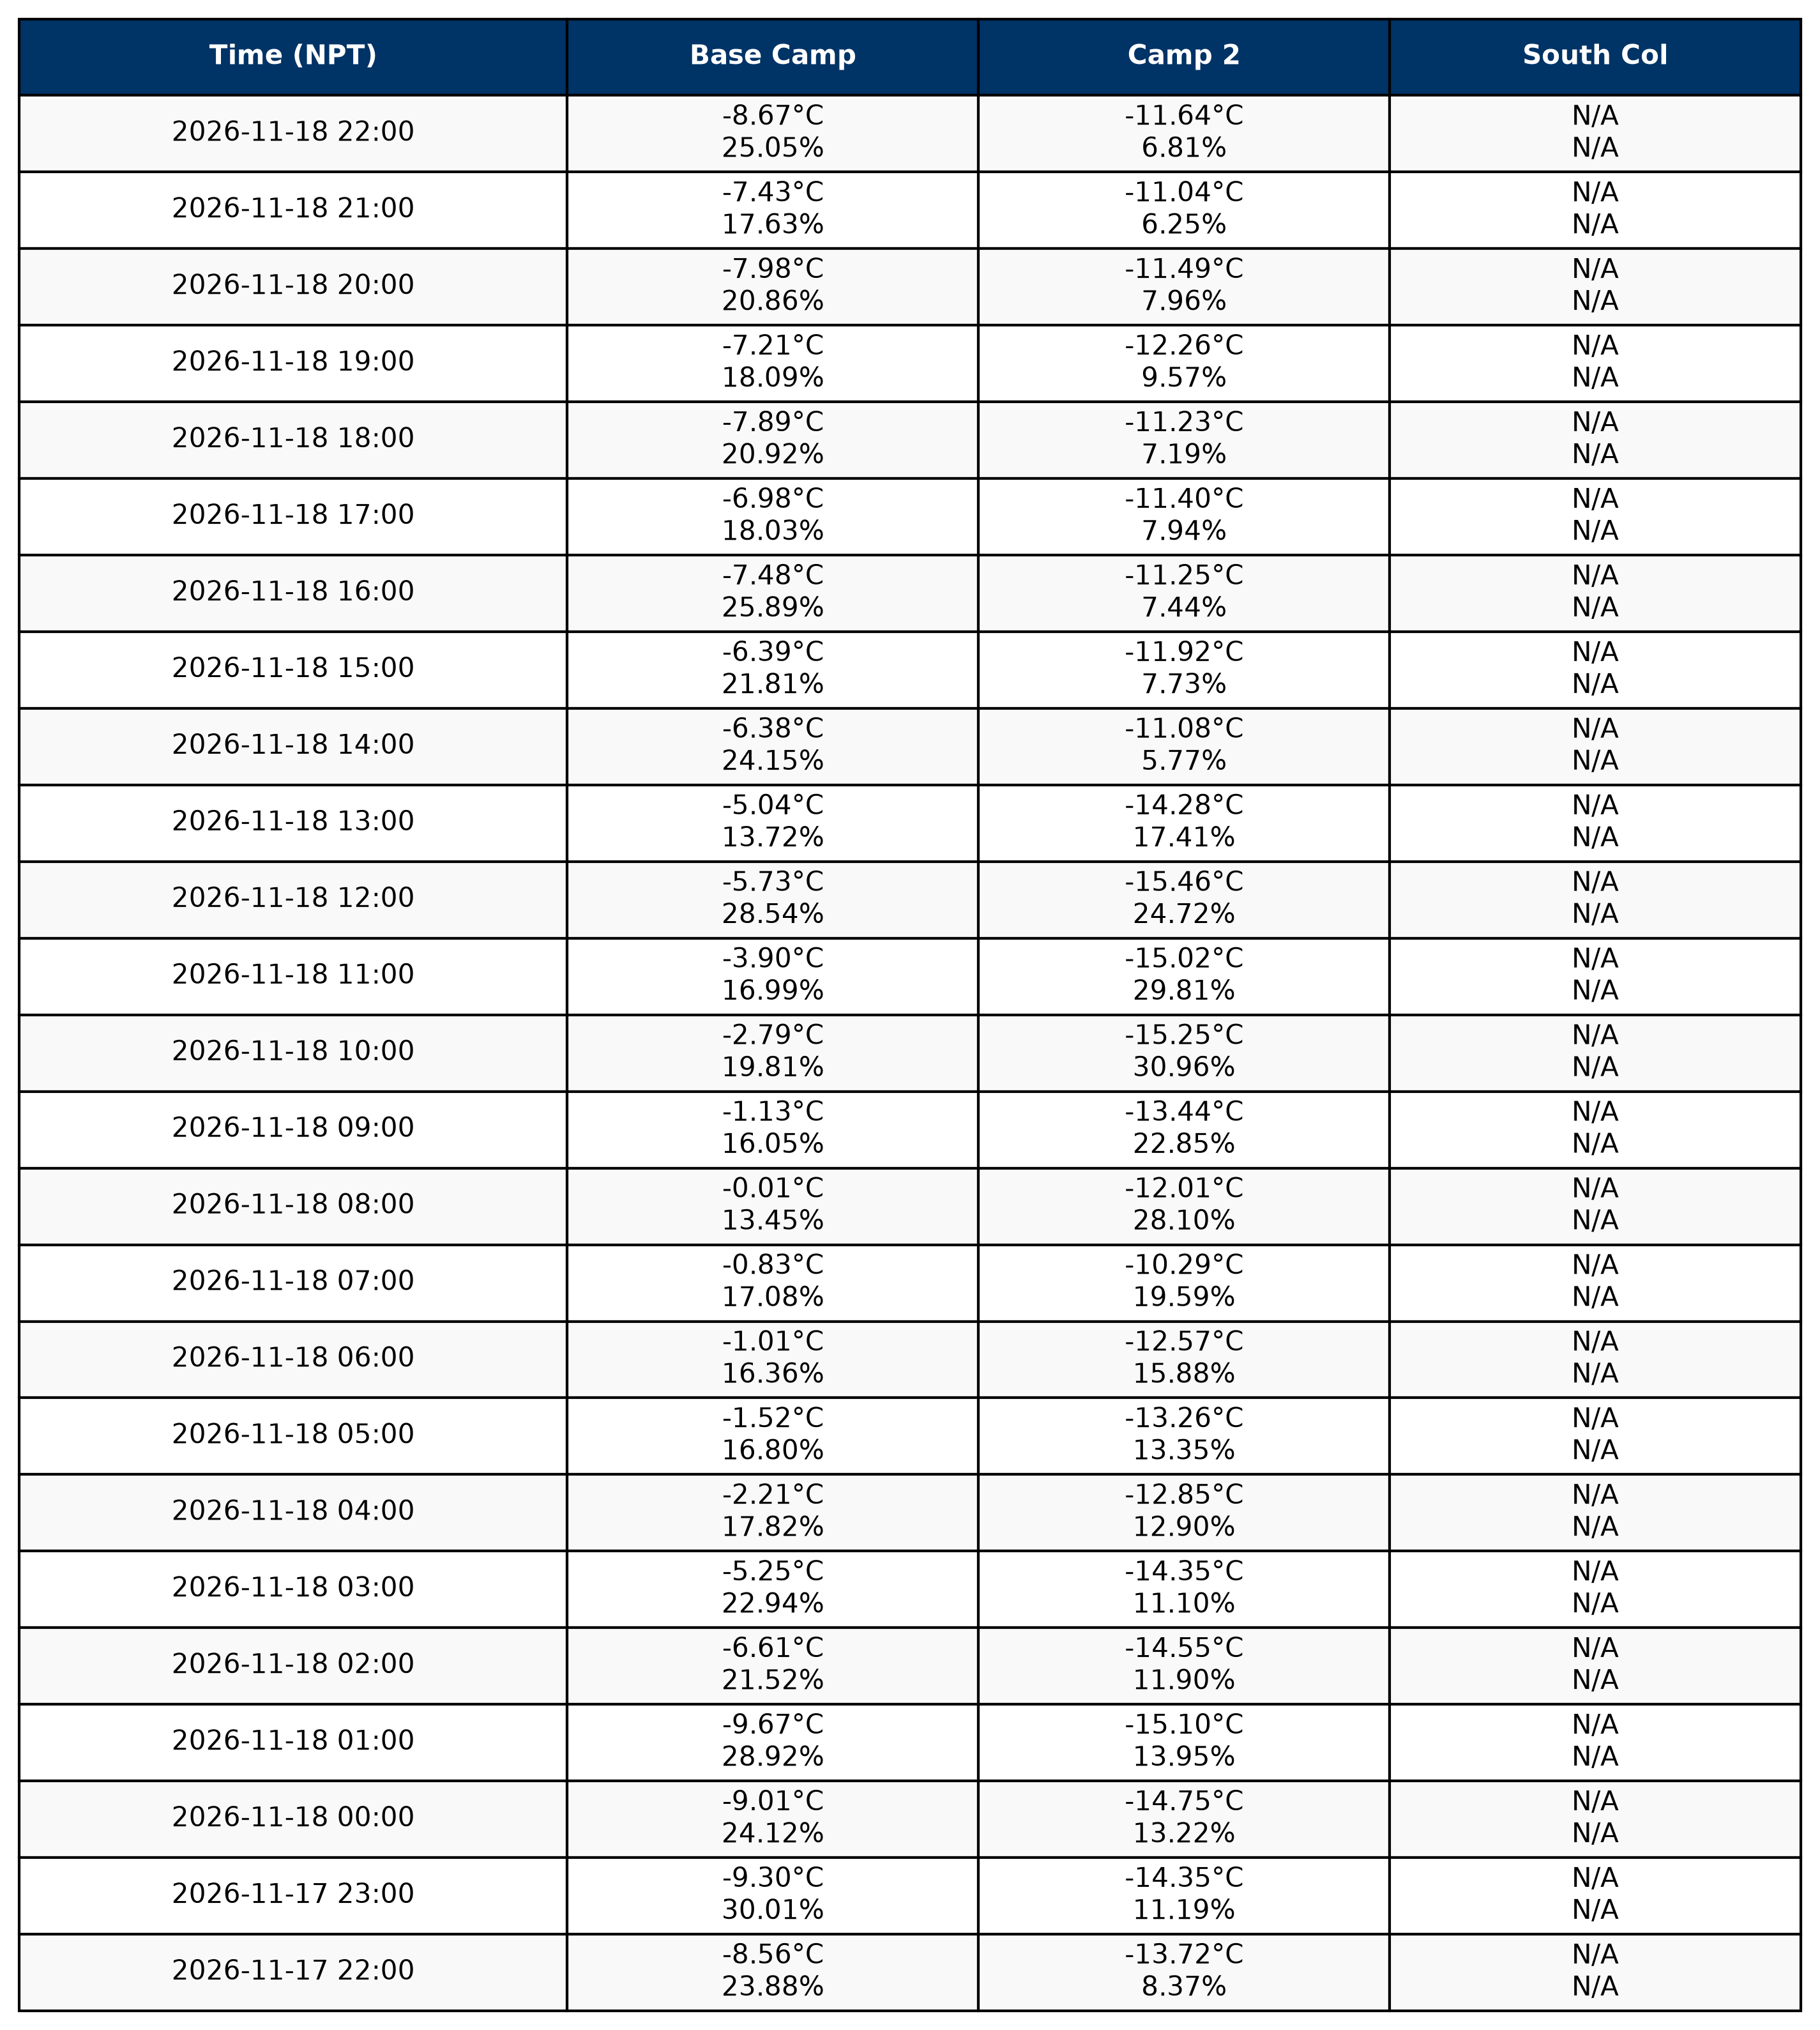 Time (NPT) Base Camp Camp 2 South Col
2026-11-18 22:00 -8.67°C -11.64°C N/A
25.05% 6.81% N/A
2026-11-18 21:00 -7.43°C -11.04°C N/A
17.63% 6.25% N/A
2026-11-18 20:00 -7.98°C -11.49°C N/A
20.86% 7.96% N/A
2026-11-18 19:00 -7.21°C -12.26°C N/A
18.09% 9.57% N/A
2026-11-18 18:00 -7.89°C -11.23°C N/A
20.92% 7.19% N/A
2026-11-18 17:00 -6.98°C -11.40°C N/A
18.03% 7.94% N/A
2026-11-18 16:00 -7.48°C -11.25°C N/A
25.89% 7.44% N/A
2026-11-18 15:00 -6.39°C -11.92°C N/A
21.81% 7.73% N/A
2026-11-18 14:00 -6.38°C -11.08°C N/A
24.15% 5.77% N/A
2026-11-18 13:00 -5.04°C -14.28°C N/A
13.72% 17.41% N/A
2026-11-18 12:00 -5.73°C -15.46°C N/A
28.54% 24.72% N/A
2026-11-18 11:00 -3.90°C -15.02°C N/A
16.99% 29.81% N/A
2026-11-18 10:00 -2.79°C -15.25°C N/A
19.81% 30.96% N/A
2026-11-18 09:00 -1.13°C -13.44°C N/A
16.05% 22.85% N/A
2026-11-18 08:00 -0.01°C -12.01°C N/A
13.45% 28.10% N/A
2026-11-18 07:00 -0.83°C -10.29°C N/A
17.08% 19.59% N/A
2026-11-18 06:00 -1.01°C -12.57°C N/A
16.36% 15.88% N/A
2026-11-18 05:00 -1.52°C -13.26°C N/A
16.80% 13.35% N/A
2026-11-18 04:00 -2.21°C -12.85°C N/A
17.82% 12.90% N/A
2026-11-18 03:00 -5.25°C -14.35°C N/A
22.94% 11.10% N/A
2026-11-18 02:00 -6.61°C -14.55°C N/A
21.52% 11.90% N/A
2026-11-18 01:00 -9.67°C -15.10°C N/A
28.92% 13.95% N/A
2026-11-18 00:00 -9.01°C -14.75°C N/A
24.12% 13.22% N/A
2026-11-17 23:00 -9.30°C -14.35°C N/A
30.01% 11.19% N/A
2026-11-17 22:00 -8.56°C -13.72°C N/A
23.88% 8.37% N/A